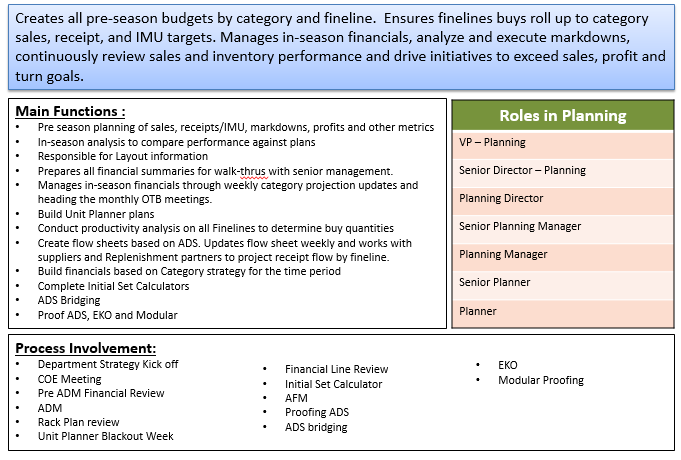 Creates all pre-season budgets by category and fineline.  Ensures finelines buys roll up to category
sales, receipt, and IMU targets. Manages in-season financials, analyze and execute markdowns,
continuously review sales and inventory performance and drive initiatives to exceed sales, profit and
turn goals.
Main Functions :
• Pre season planning of sales, receipts/IMU, markdowns, profits and other metrics
• In-season analysis to compare performance against plans
• Responsible for Layout information
• Prepares all financial summaries for walk-thrus with senior management.
• Manages in-season financials through weekly category projection updates and
heading the monthly OTB meetings.
• Build Unit Planner plans
• Conduct productivity analysis on all Finelines to determine buy quantities
• Create flow sheets based on ADS. Updates flow sheet weekly and works with
suppliers and Replenishment partners to project receipt flow by fineline.
• Build financials based on Category strategy for the time period
• Complete Initial Set Calculators
• ADS Bridging
• Proof ADS, EKO and Modular
Roles in Planning
VP – Planning
Senior Director – Planning
Planning Director
Senior Planning Manager
Planning Manager
Senior Planner
Planner
Process Involvement:
• Department Strategy Kick off
• COE Meeting
• Pre ADM Financial Review
• ADM
• Rack Plan review
• Unit Planner Blackout Week
• Financial Line Review
• Initial Set Calculator
• AFM
• Proofing ADS
• ADS bridging
• EKO
• Modular Proofing